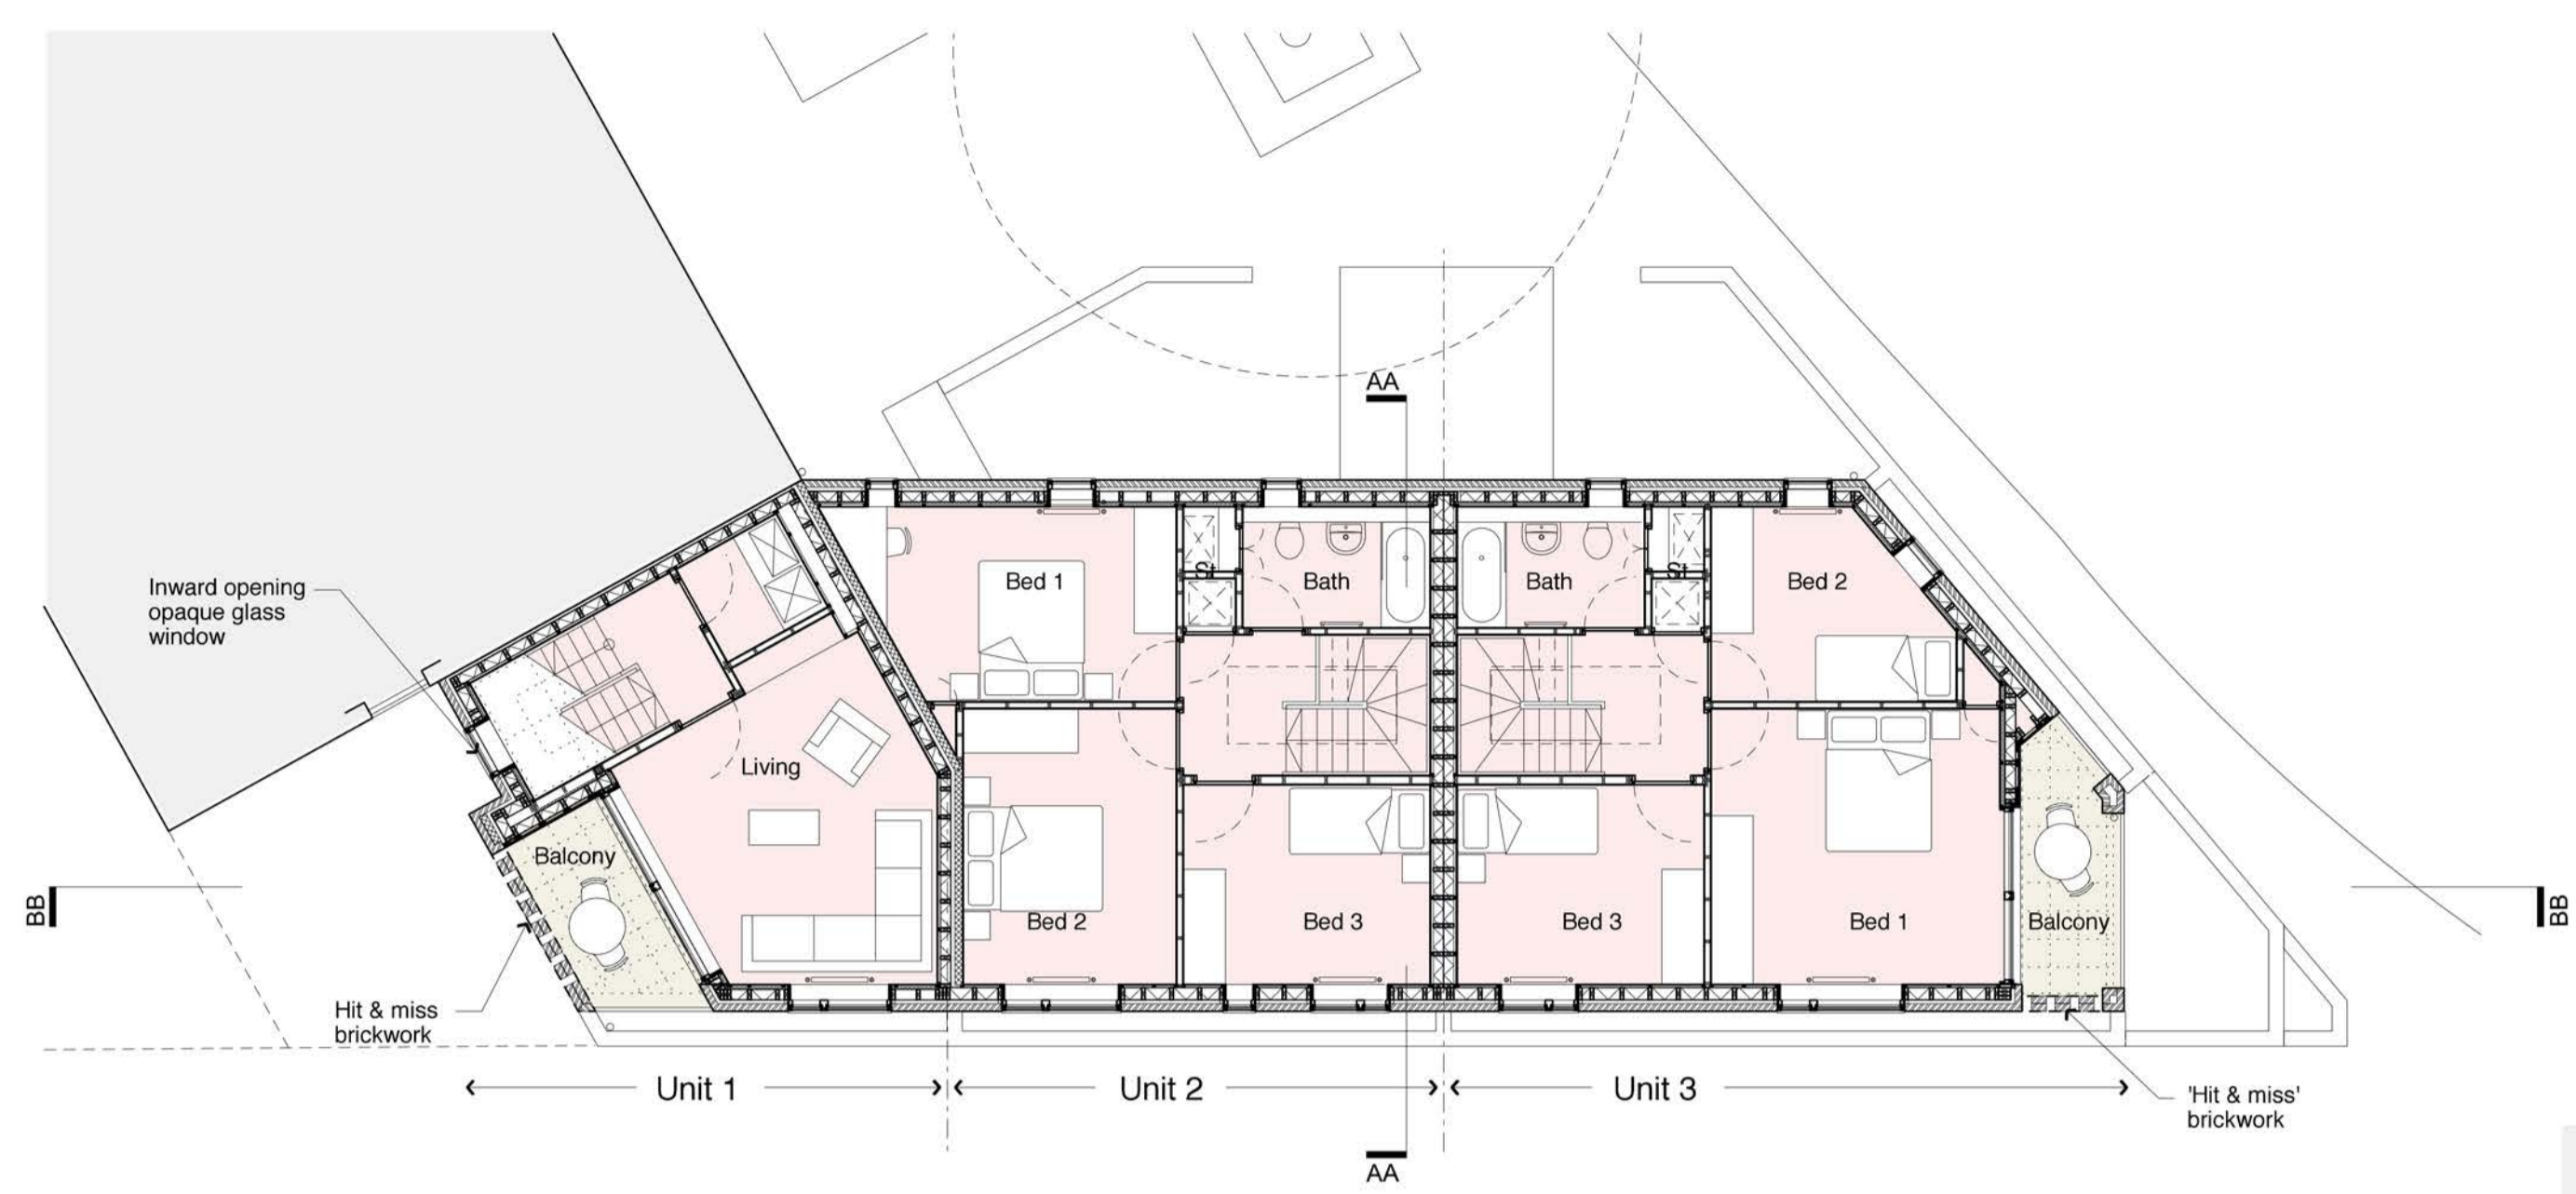 AA
Inward opening
opaque glass
window
Bed 1
St
Bath
Bath
St
Bed 2
Living
Balcony
Bed 2
Bed 3
Bed 3
Bed 1
Balcony
BB
BB
Hit & miss
brickwork
Unit 1
Unit 2
Unit 3
'Hit & miss'
brickwork
AA